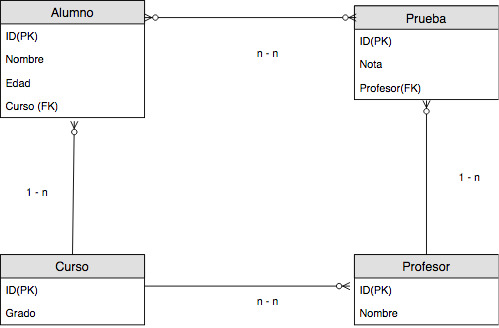 Alumno
ID(PK)
Nombre
Edad
Curso (FK)
n - n
Prueba
ID(PK)
Nota
Profesor(FK)
1 - n
1 - n
Curso
ID(PK)
Grado
n - n
Profesor
ID(PK)
Nombre